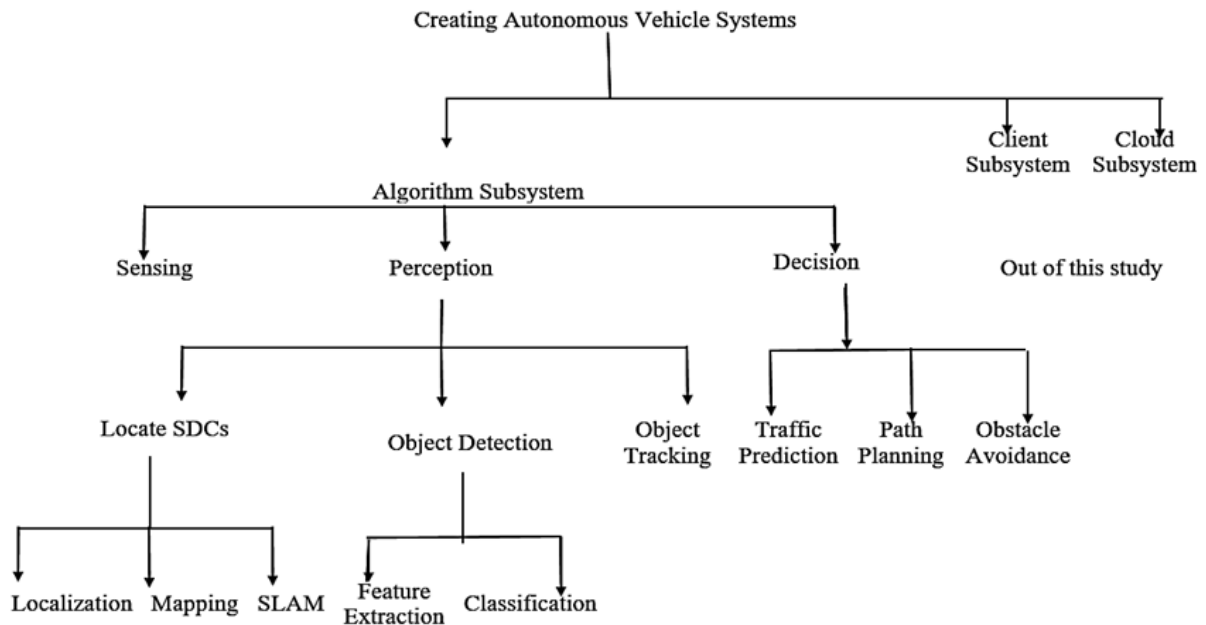 Creating Autonomous Vehicle Systems
Client
Subsystem
Cloud
Subsystem
Algorithm Subsystem
Sensing
Perception
Decision
Out of this study
Locate SDCs
Object Detection
Object
Tracking
Traffic
Prediction
Path
Planning
Obstacle
Avoidance
Localization
Mapping
SLAM
Feature
Extraction
Classification